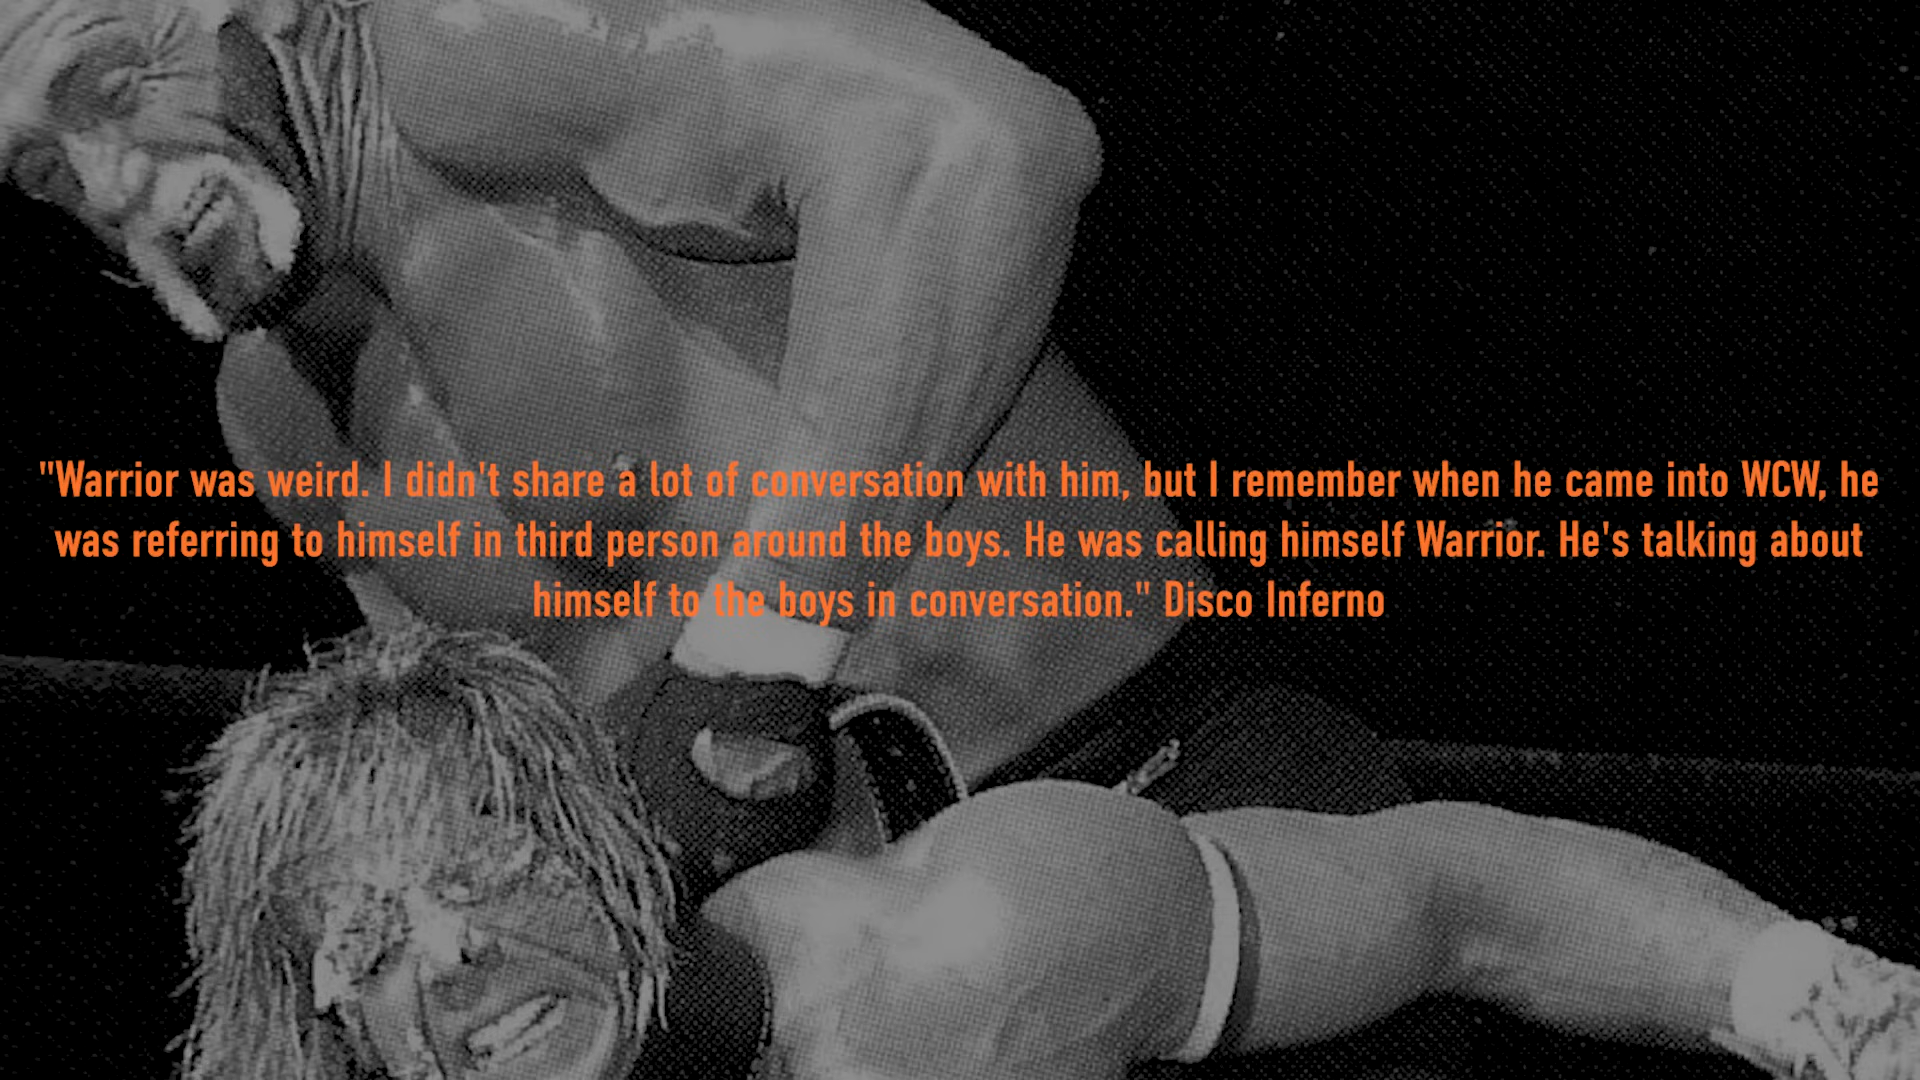 "Warrior was weird. I didn't share a lot of conversation with him, but I remember when he came into WCW, he
was referring to himself in third person around the boys. He was calling himself Warrior. He's talking about
himself to the boys in conversation." Disco Inferno